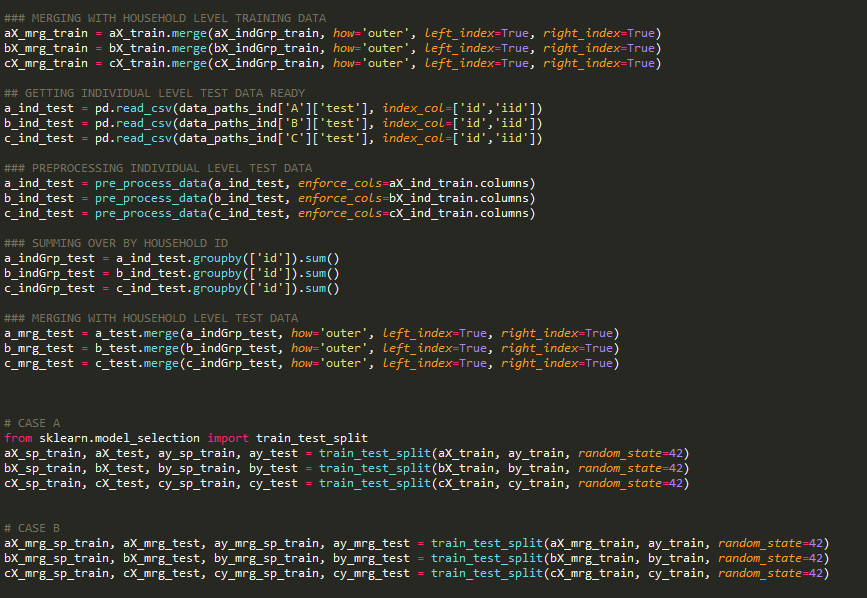 ### MERGING WITH HOUSEHOLD LEVEL TRAINING DATA
aX_mrg_train = aX_train.merge(aX_indGrp_train, how='outer', left_index=True, right_index=True)
bX_mrg_train = bX_train.merge(bX_indGrp_train, how='outer', left_index=True, right_index=True)
cX_mrg_train = cX_train.merge(cX_indGrp_train, how='outer', left_index=True, right_index=True)
## GETTING INDIVIDUAL LEVEL TEST DATA READY
a_ind_test = pd.read_csv(data_paths_ind['A']['test'], index_col=['id','iid'])
b_ind_test = pd.read_csv(data_paths_ind['B']['test'], index_col=['id','iid'])
c_ind_test = pd.read_csv(data_paths_ind['C']['test'], index_col=['id','iid'])
### PREPROCESSING INDIVIDUAL LEVEL TEST DATA
a_ind_test = pre_process_data(a_ind_test, enforce_cols=aX_ind_train.columns)
b_ind_test = pre_process_data(b_ind_test, enforce_cols=bX_ind_train.columns)
c_ind_test = pre_process_data(c_ind_test, enforce_cols=cX_ind_train.columns)
### SUMMING OVER BY HOUSEHOLD ID
a_indGrp_test = a_ind_test.groupby(['id']).sum()
b_indGrp_test = b_ind_test.groupby(['id']).sum()
c_indGrp_test = c_ind_test.groupby(['id']).sum()
### MERGING WITH HOUSEHOLD LEVEL TEST DATA
a_mrg_test = a_test.merge(a_indGrp_test, how='outer', left_index=True, right_index=True)
b_mrg_test = b_test.merge(b_indGrp_test, how='outer', left_index=True, right_index=True)
c_mrg_test = c_test.merge(c_indGrp_test, how='outer', left_index=True, right_index=True)
# CASE A
from sklearn.model_selection import train_test_split
aX_sp_train, aX_test, ay_sp_train, ay_test = train_test_split(aX_train, ay_train, random_state=42)
bX_sp_train, bX_test, by_sp_train, by_test = train_test_split(bX_train, by_train, random_state=42)
cX_sp_train, cX_test, cy_sp_train, cy_test = train_test_split(cX_train, cy_train, random_state=42)
# CASE B
aX_mrg_sp_train, aX_mrg_test, ay_mrg_sp_train, ay_mrg_test = train_test_split(aX_mrg_train, ay_train, random_state=42)
bX_mrg_sp_train, bX_mrg_test, by_mrg_sp_train, by_mrg_test = train_test_split(bX_mrg_train, by_train, random_state=42)
cX_mrg_sp_train, cX_mrg_test, cy_mrg_sp_train, cy_mrg_test = train_test_split(cX_mrg_train, cy_train, random_state=42)